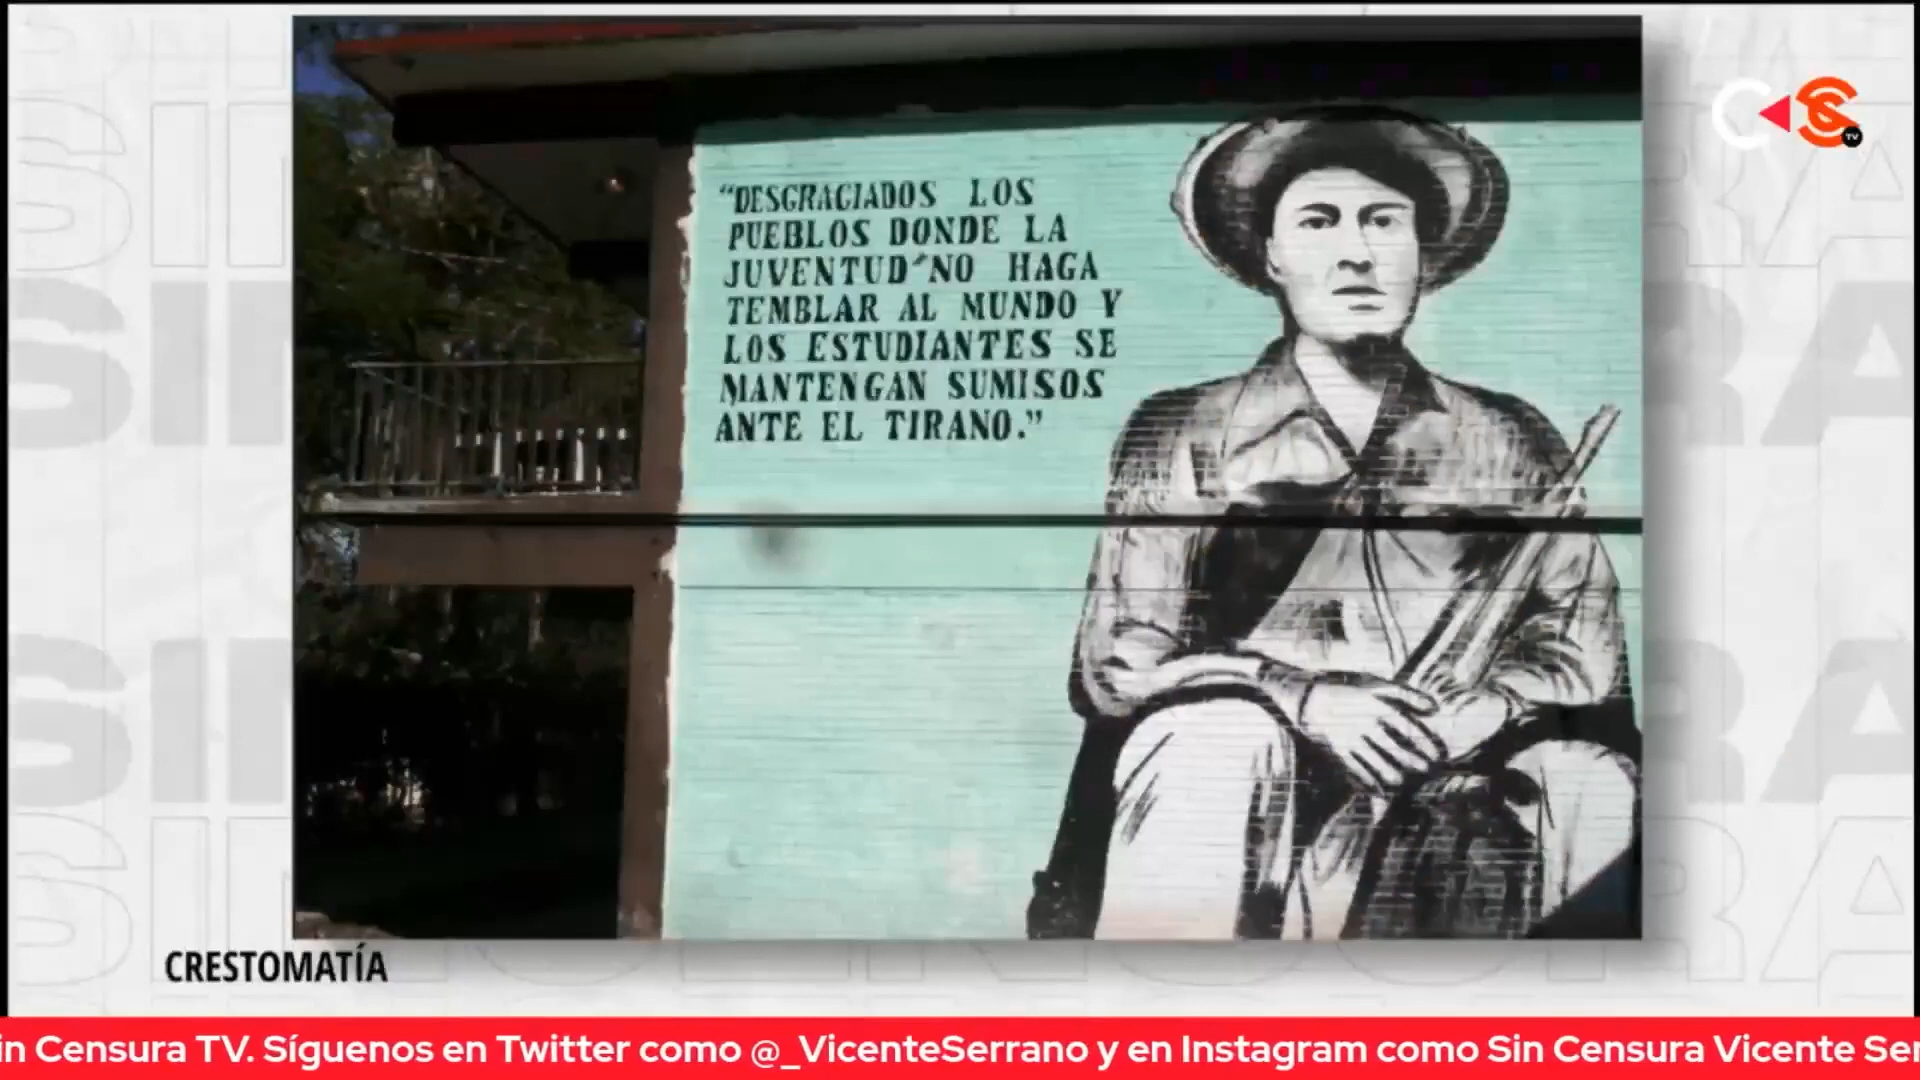 “DESGRACIADOS LOS
PUEBLOS DONDE LA
JUVENTUD NO HAGA
TEMBLAR AL MUNDO Y
LOS ESTUDIANTES SE
MANTENGAN SUMISOS
ANTE EL TIRANO.”
TV
CRESTOMATÍA
in Censura TV. Síguenos en Twitter como @_VicenteSerrano y en Instagram como Sin Censura Vicente Ser